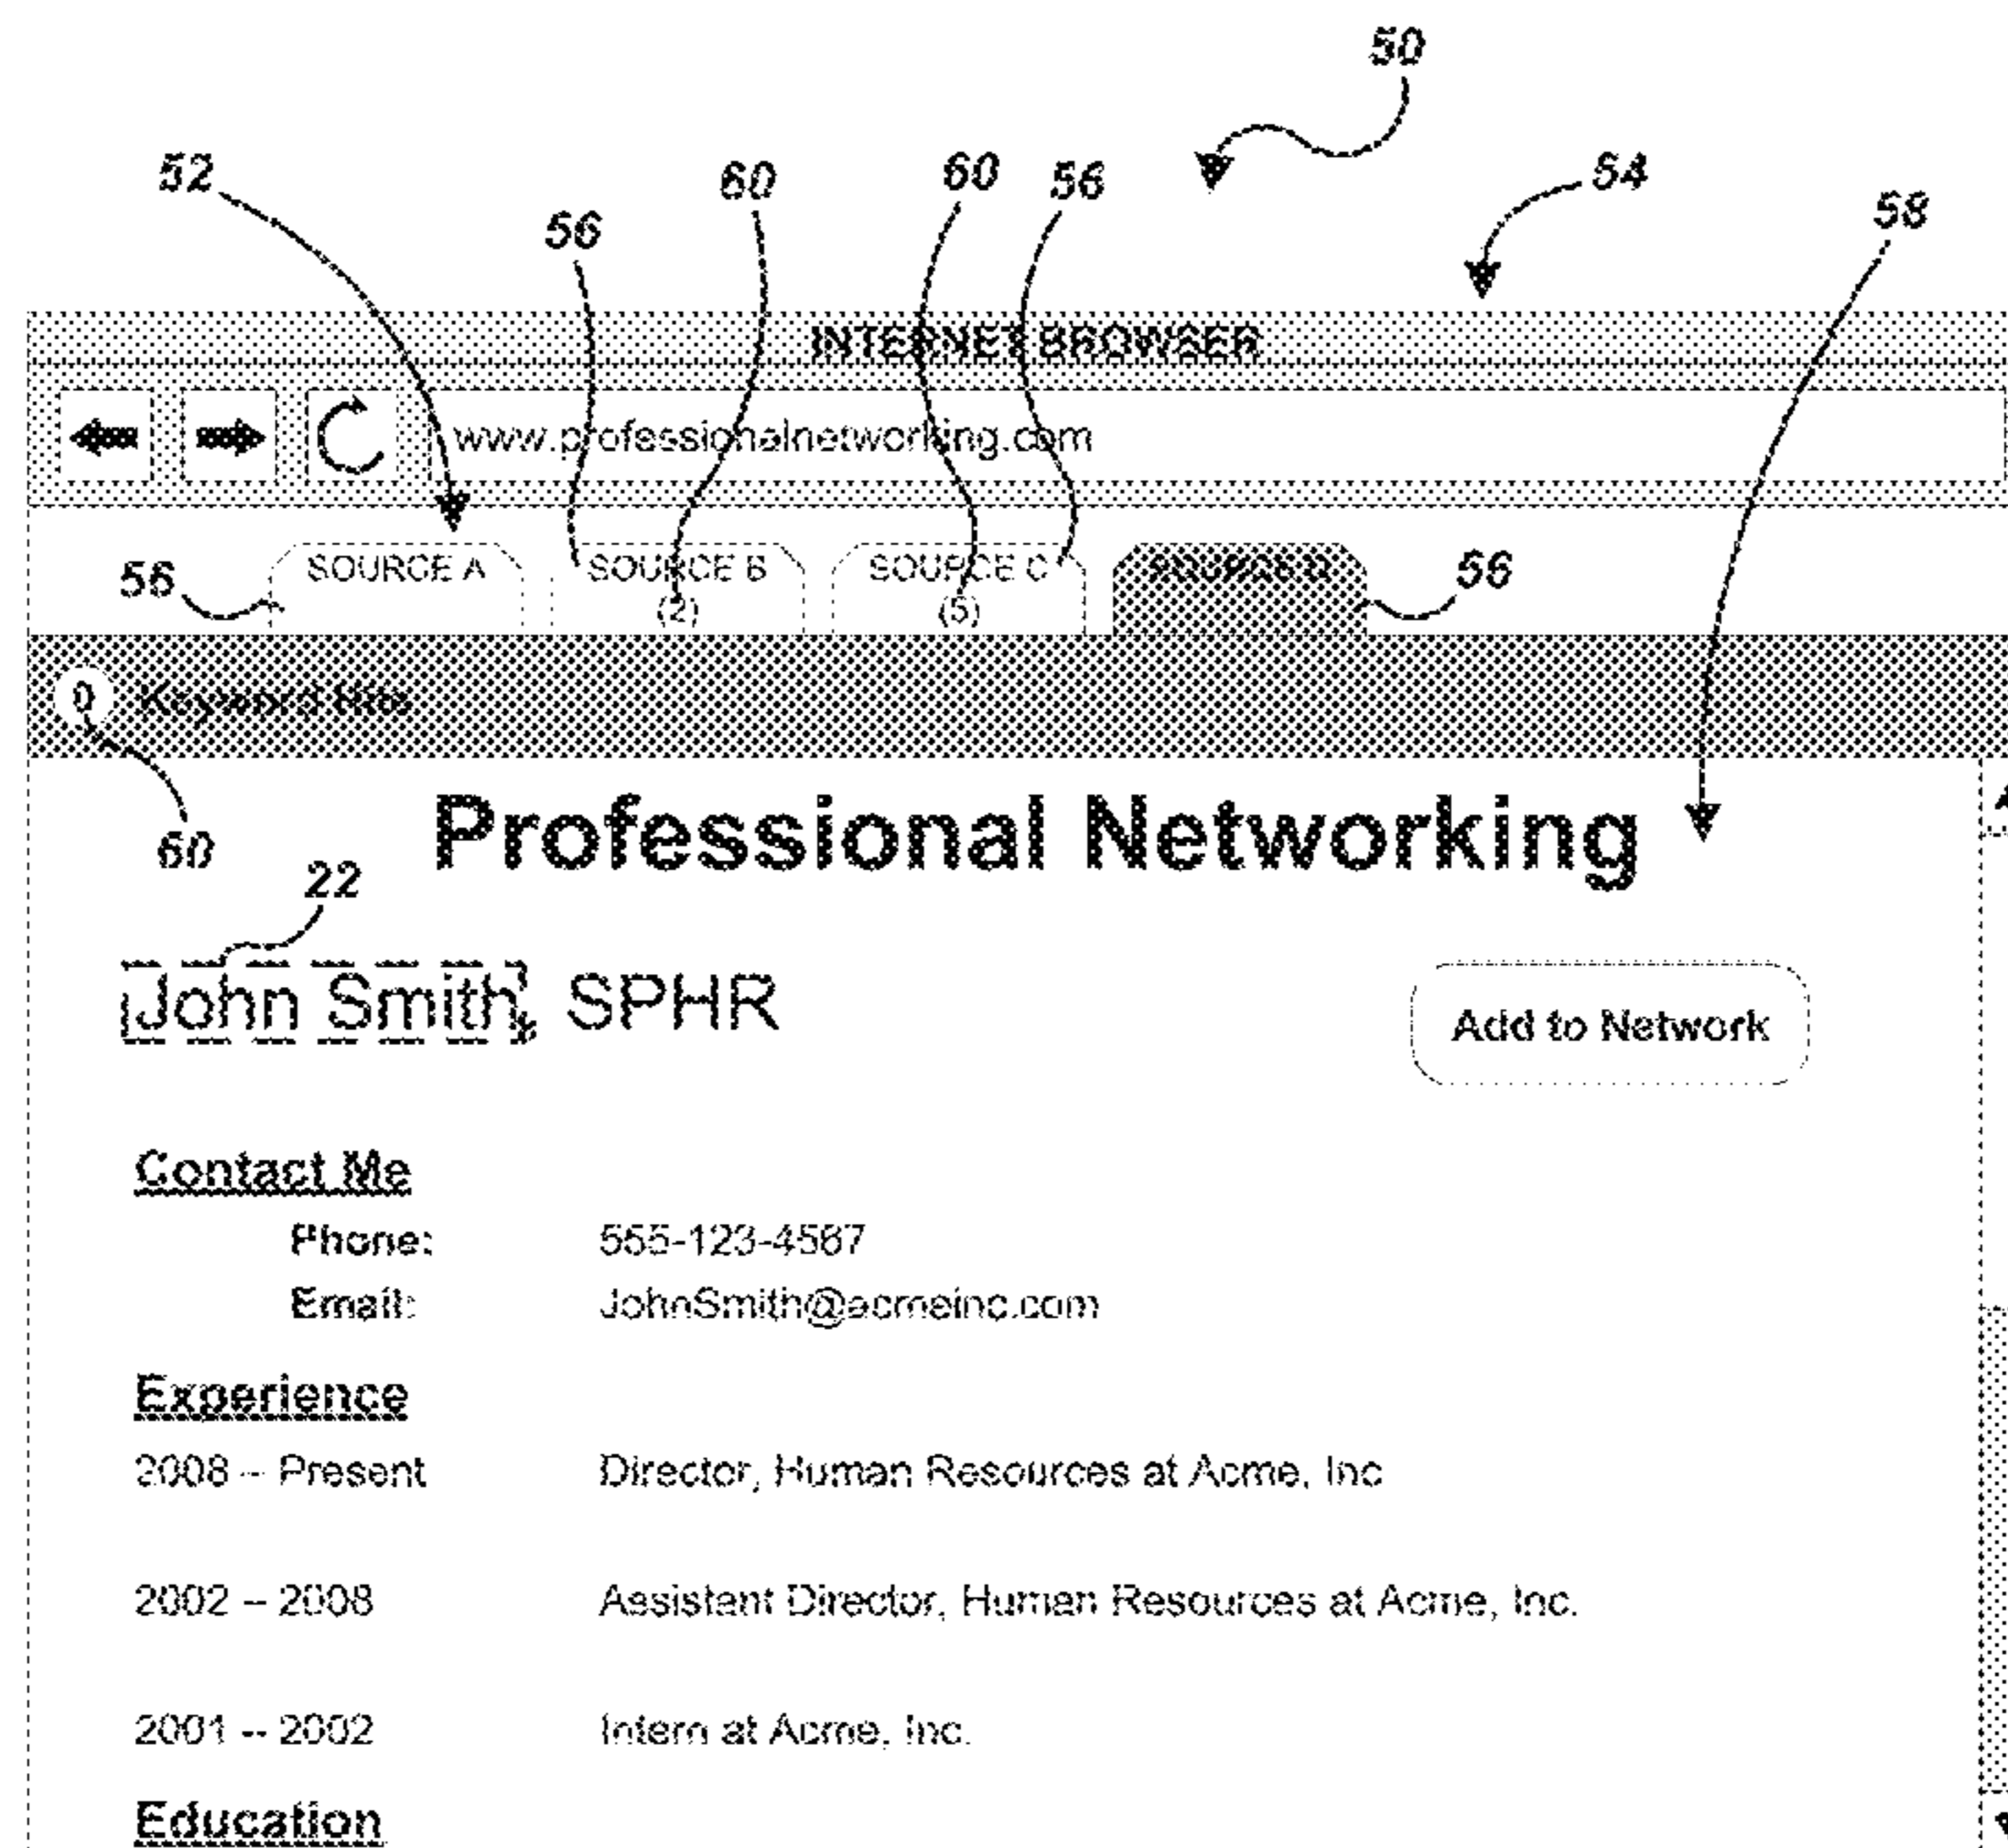 50
52 60 60 56 54
56 58
INTERNET BROWSER
www.professionalnetworking.com
56 SOURCE A SOURCE B SOURCE C SOURCE D 56
(2) (5)
0 Keyword Hits
Professional Networking
60
22
John Smith, SPHR
Add to Network
Contact Me
Phone: 555-123-4567
Email: JohnSmith@acmeinc.com
Experience
2008 – Present Director, Human Resources at Acme, Inc
2002 – 2008 Assistant Director, Human Resources at Acme, Inc.
2001 – 2002 Intern at Acme, Inc.
Education